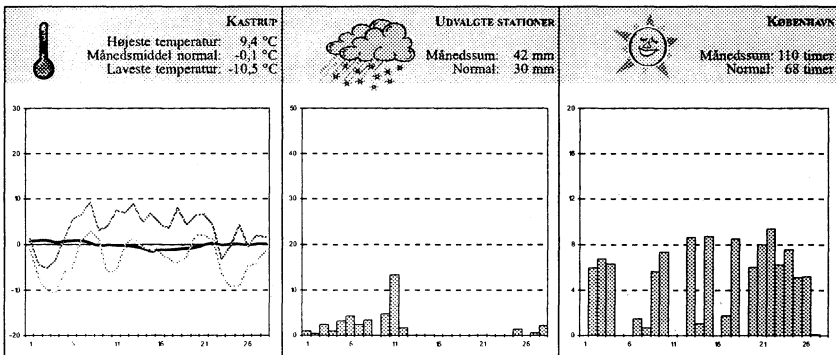 KASTRUP
Højeste temperatur: 9,4 °C
Månedsmiddel normal: -0,1 °C
Laveste temperatur: -10,5 °C
30
20
10
0
-10
-20
1 11 21
UDVALGTE STATIONER
Månedssum: 42 mm
Normal: 30 mm
50
40
30
20
10
0
1 6 11 16 21 26
KØBENHAVN
Månedssum: 110 timer
Normal: 68 timer
20
16
12
8
4
0
1 6 11 16 21 26